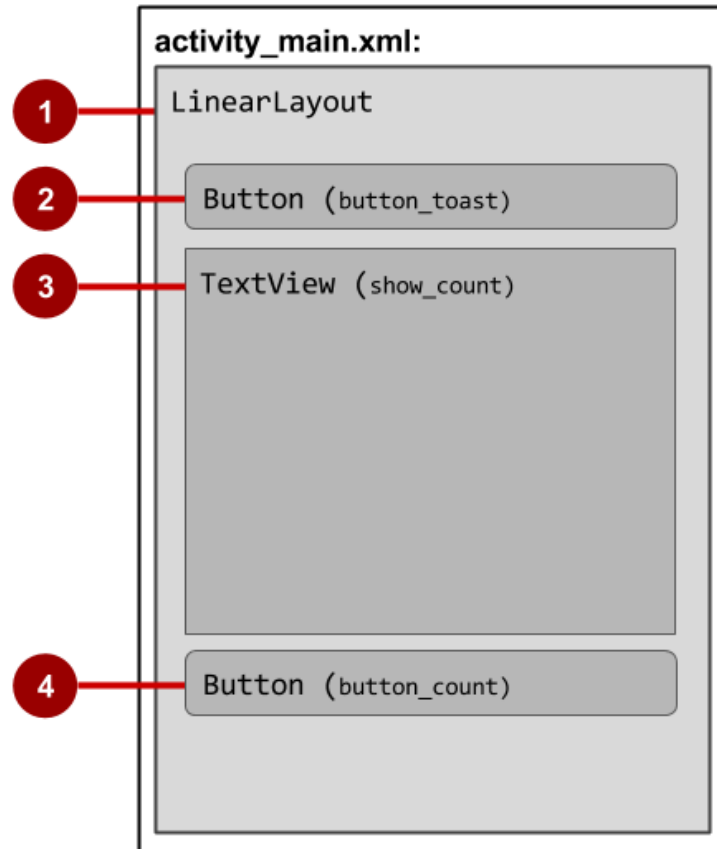 activity_main.xml:
1
LinearLayout
2
Button (button_toast)
3
TextView (show_count)
4
Button (button_count)